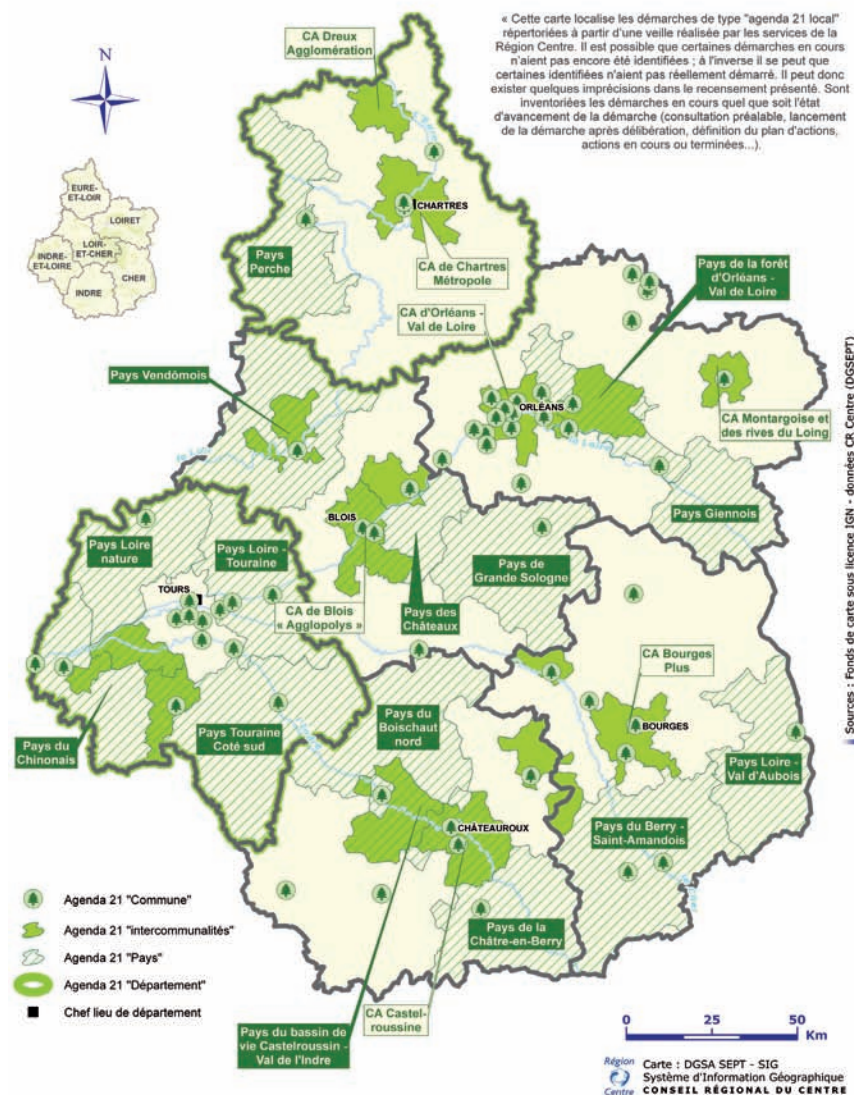 « Cette carte localise les démarches de type "agenda 21 local"
répertoriées à partir d'une veille réalisée par les services de la
Région Centre. Il est possible que certaines démarches en cours
n'aient pas encore été identifiées ; à l'inverse il se peut que
certaines identifiées n'aient pas réellement démarré. Il peut donc
exister quelques imprécisions dans le recensement présenté. Sont
inventoriées les démarches en cours quel que soit l'état
d'avancement de la démarche (consultation préalable, lancement
de la démarche après délibération, définition du plan d'actions,
actions en cours ou terminées...).
N
EURE-
ET-LOIR
LOIRET
LOIR-
ET-CHER
INDRE-
ET-LOIRE
CHER
INDRE
CA Dreux
Agglomération
CHARTRES
Pays
Perche
CA de Chartres
Métropole
CA d'Orléans -
Val de Loire
Pays de la forêt
d'Orléans -
Val de Loire
Pays Vendômois
ORLÉANS
CA Montargoise et
des rives du Loing
la Loire
Pays Giennois
BLOIS
Pays Loire
nature
Pays Loire -
Touraine
Pays de
Grande Sologne
TOURS
CA de Blois
« Agglopolys »
Pays des
Châteaux
CA Bourges
Plus
BOURGES
Pays du
Chinonais
Pays Touraine
Coté sud
Pays du
Boischaut
nord
Pays Loire -
Val d'Aubois
CHÂTEAUROUX
Pays du Berry -
Saint-Amandois
Pays de la
Châtre-en-Berry
CA Castel-
roussine
Pays du bassin de
vie Castelroussin -
Val de l'Indre
Agenda 21 "Commune"
Agenda 21 "intercommunalités"
Agenda 21 "Pays"
Agenda 21 "Département"
Chef lieu de département
0 25 50
Km
Région
Centre
Carte : DGSA SEPT - SIG
Système d'Information Géographique
CONSEIL RÉGIONAL DU CENTRE
Sources : Fonds de carte sous licence IGN - données CR Centre (DGSEPT)